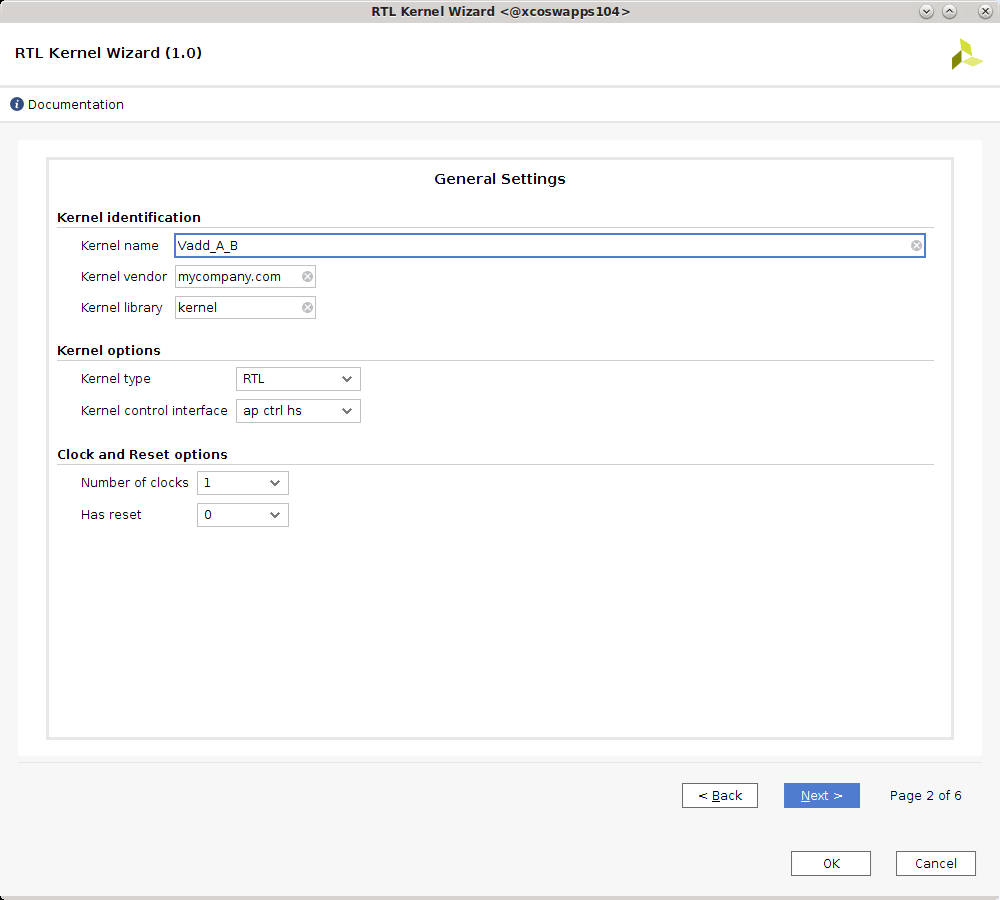 RTL Kernel Wizard <@xcoswapps104>
RTL Kernel Wizard (1.0)
Documentation
General Settings
Kernel identification
Kernel name Vadd_A_B
Kernel vendor mycompany.com
Kernel library kernel
Kernel options
Kernel type RTL
Kernel control interface ap ctrl hs
Clock and Reset options
Number of clocks 1
Has reset 0
< Back Next > Page 2 of 6
OK Cancel